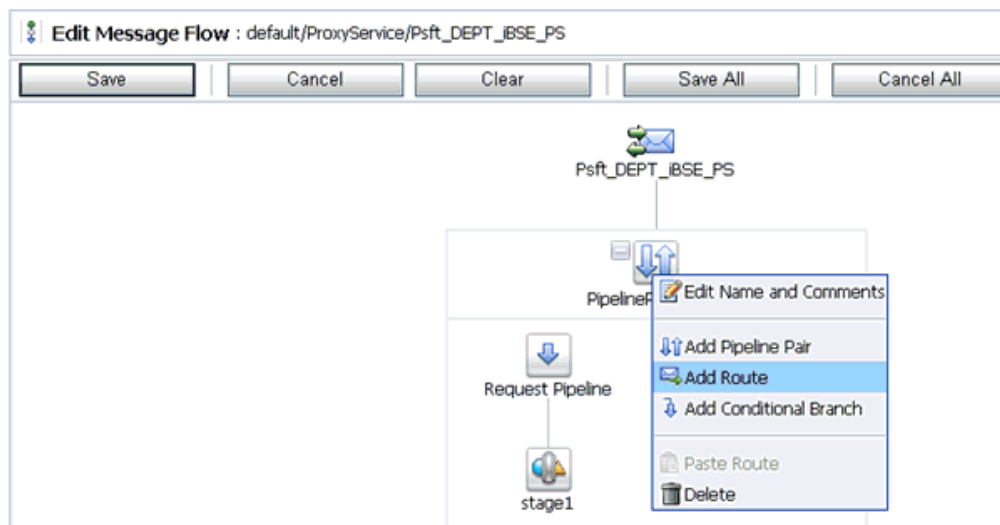 Edit Message Flow : default/ProxyService/Psft_DEPT_iBSE_PS
Save Cancel Clear Save All Cancel All
Psft_DEPT_iBSE_PS
Edit Name and Comments
Add Pipeline Pair
Add Route
Request Pipeline
Add Conditional Branch
Paste Route
Delete
stage1